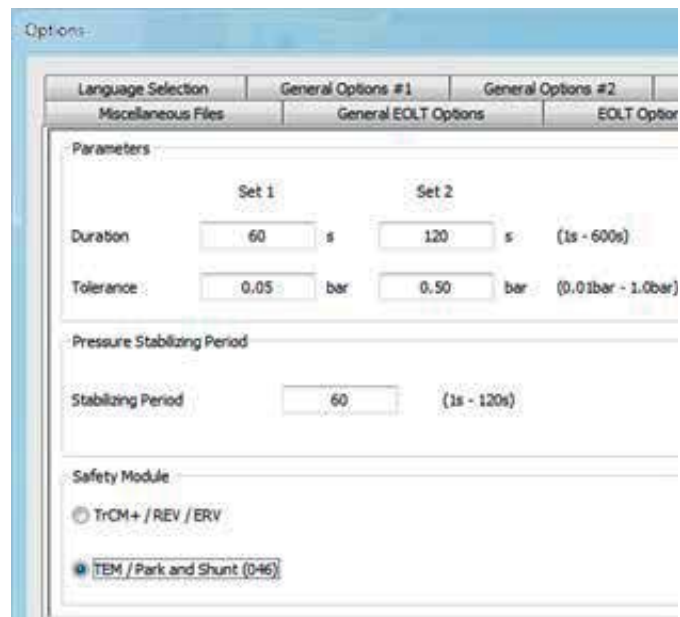 Options
Language Selection General Options #1 General Options #2
Miscellaneous Files General EOLT Options EOLT Option
Parameters
Set 1 Set 2
Duration 60 s 120 s (1s - 600s)
Tolerance 0.05 bar 0.50 bar (0.01bar - 1.0bar)
Pressure Stabilizing Period
Stabilizing Period 60 (1s - 120s)
Safety Module
TrCM+ / REV / ERV
TEM / Park and Shunt (046)